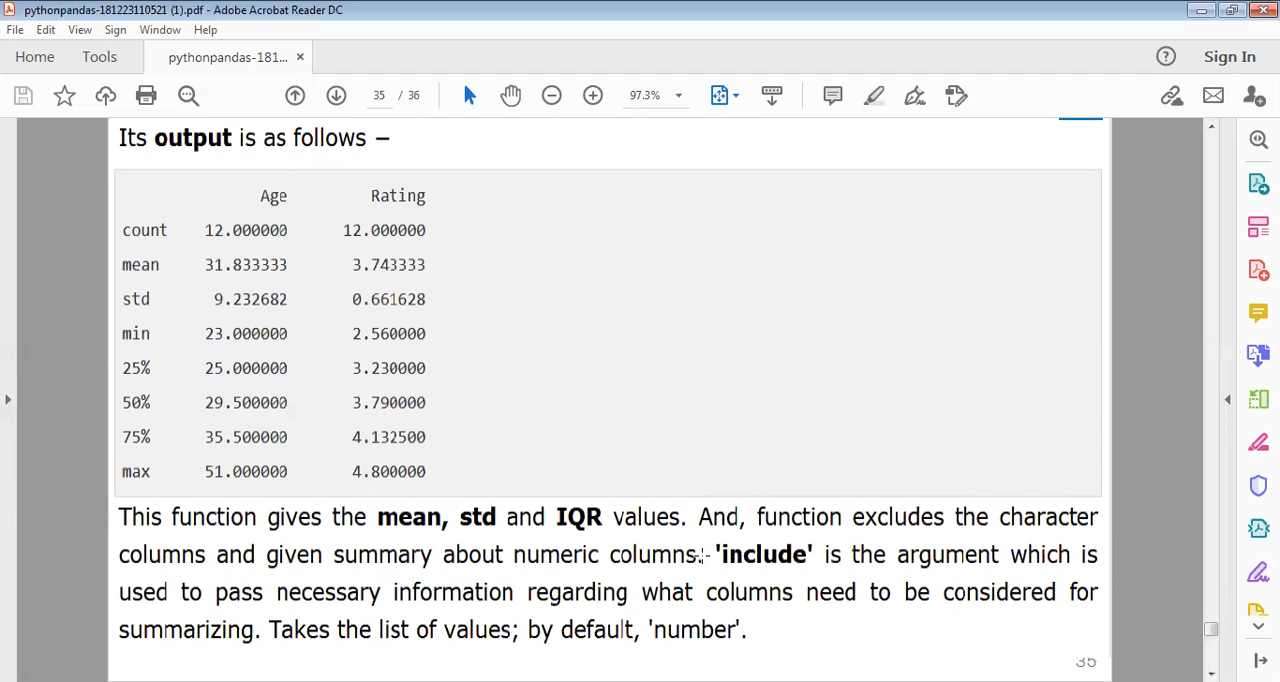 pythonpandas-181223110521 (1).pdf - Adobe Acrobat Reader DC
File Edit View Sign Window Help
Home Tools pythonpandas-181... × Sign In
35 / 36 97.3%
Its output is as follows –
Age Rating
count 12.000000 12.000000
mean 31.833333 3.743333
std 9.232682 0.661628
min 23.000000 2.560000
25% 25.000000 3.230000
50% 29.500000 3.790000
75% 35.500000 4.132500
max 51.000000 4.800000
This function gives the mean, std and IQR values. And, function excludes the character
columns and given summary about numeric columns. 'include' is the argument which is
used to pass necessary information regarding what columns need to be considered for
summarizing. Takes the list of values; by default, 'number'.
35